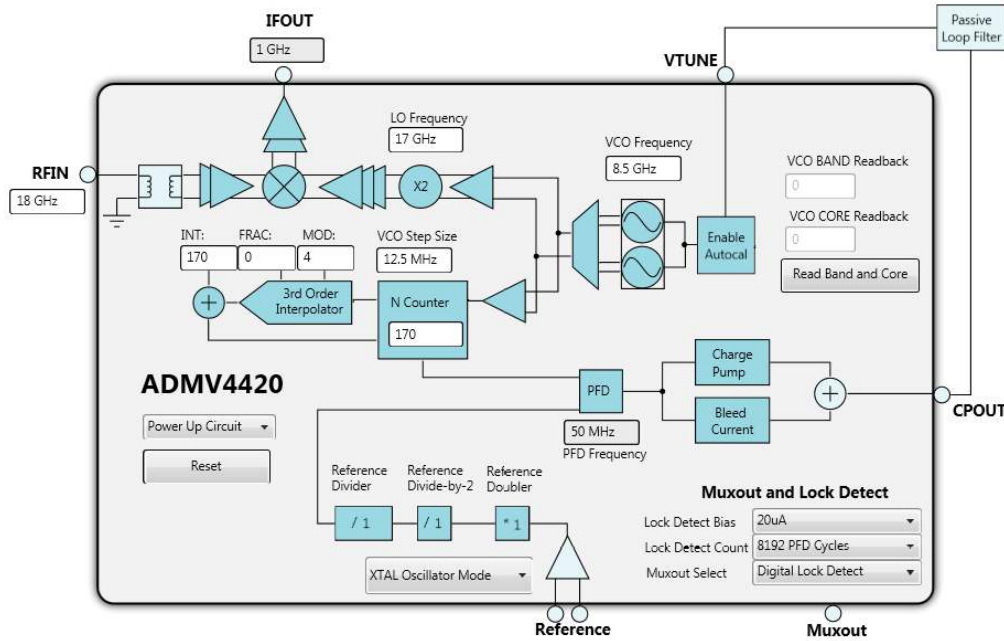 IFOUT
1 GHz
Passive
Loop Filter
VTUNE
LO Frequency
17 GHz
VCO Frequency
8.5 GHz
RFIN
18 GHz
X2
VCO BAND Readback
0
VCO CORE Readback
0
Read Band and Core
Enable
Autocal
INT:
FRAC:
MOD:
VCO Step Size
170
0
4
12.5 MHz
3rd Order
Interpolator
N Counter
170
ADMV4420
Power Up Circuit
Reset
PFD
50 MHz
PFD Frequency
Charge
Pump
Bleed
Current
CPOUT
Reference
Divider
Reference
Divide-by-2
Reference
Doubler
/ 1
/ 1
* 1
XTAL Oscillator Mode
Muxout and Lock Detect
Lock Detect Bias
20uA
Lock Detect Count
8192 PFD Cycles
Muxout Select
Digital Lock Detect
Reference
Muxout